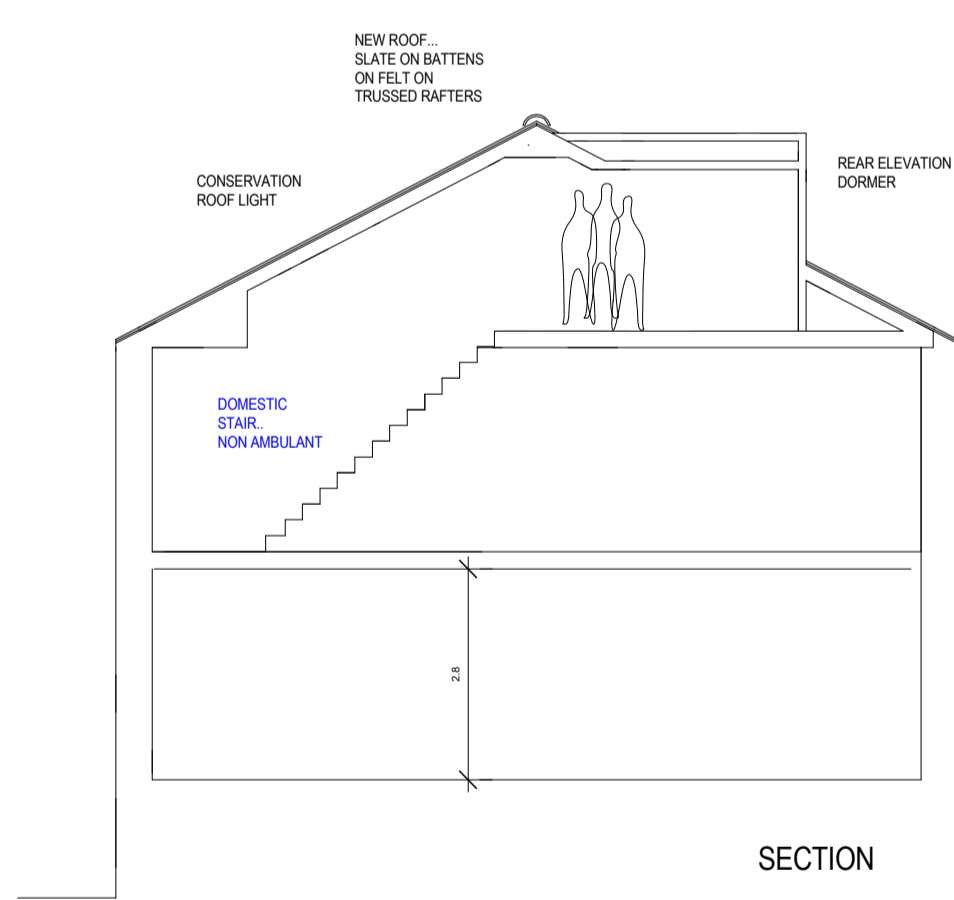 NEW ROOF...
SLATE ON BATTENS
ON FELT ON
TRUSSED RAFTERS
CONSERVATION
ROOF LIGHT
REAR ELEVATION
DORMER
DOMESTIC
STAIR..
NON AMBULANT
2.8
SECTION